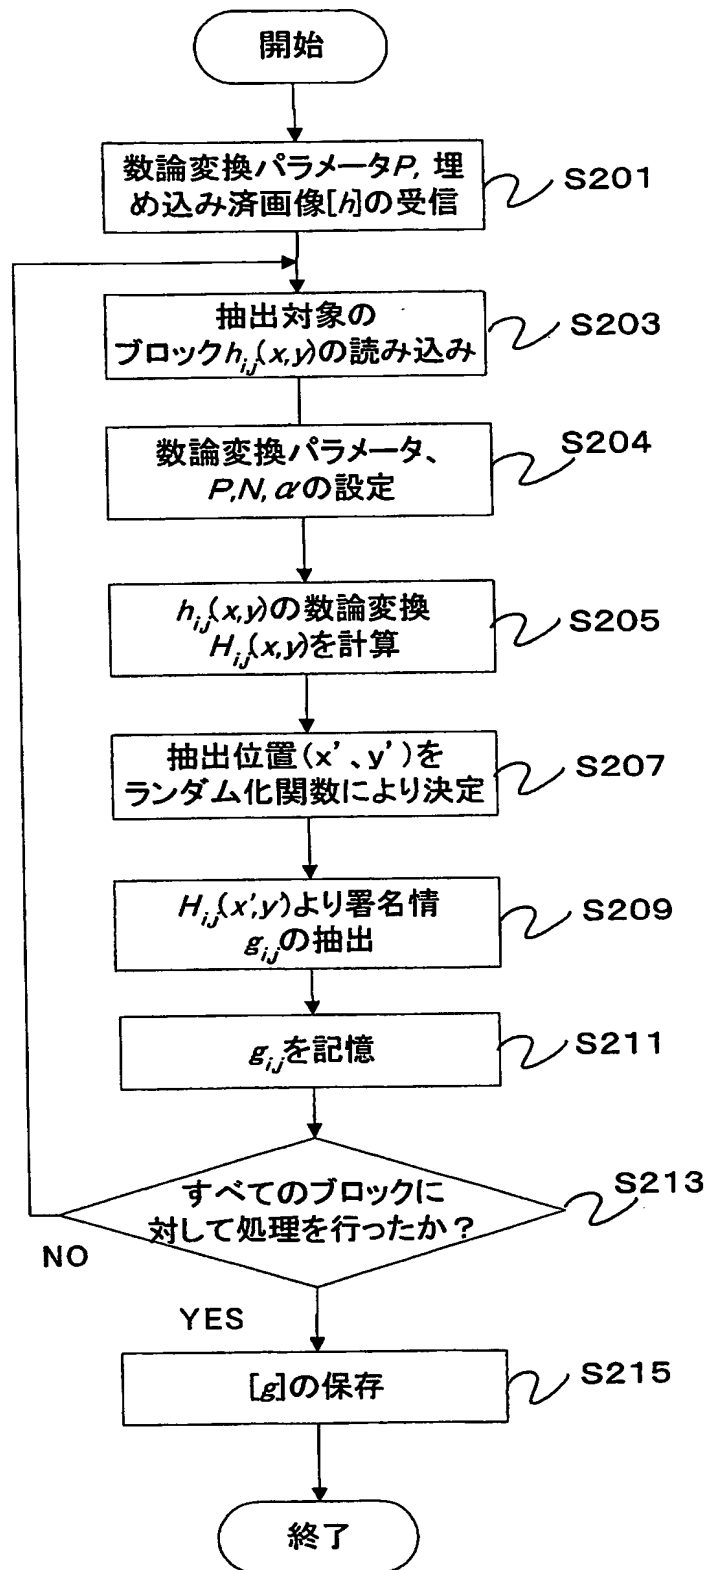 開始
数論変換パラメータP, 埋
め込み済画像[h]の受信
S201
抽出対象の
ブロックhi,j(x,y)の読み込み
S203
数論変換パラメータ、
P,N,αの設定
S204
hi,j(x,y)の数論変換
Hi,j(x,y)を計算
S205
抽出位置(x'、y')を
ランダム化関数により決定
S207
Hi,j(x',y')より署名情
gi,jの抽出
S209
gi,jを記憶
S211
すべてのブロックに
対して処理を行ったか？
S213
NO
YES
[g]の保存
S215
終了